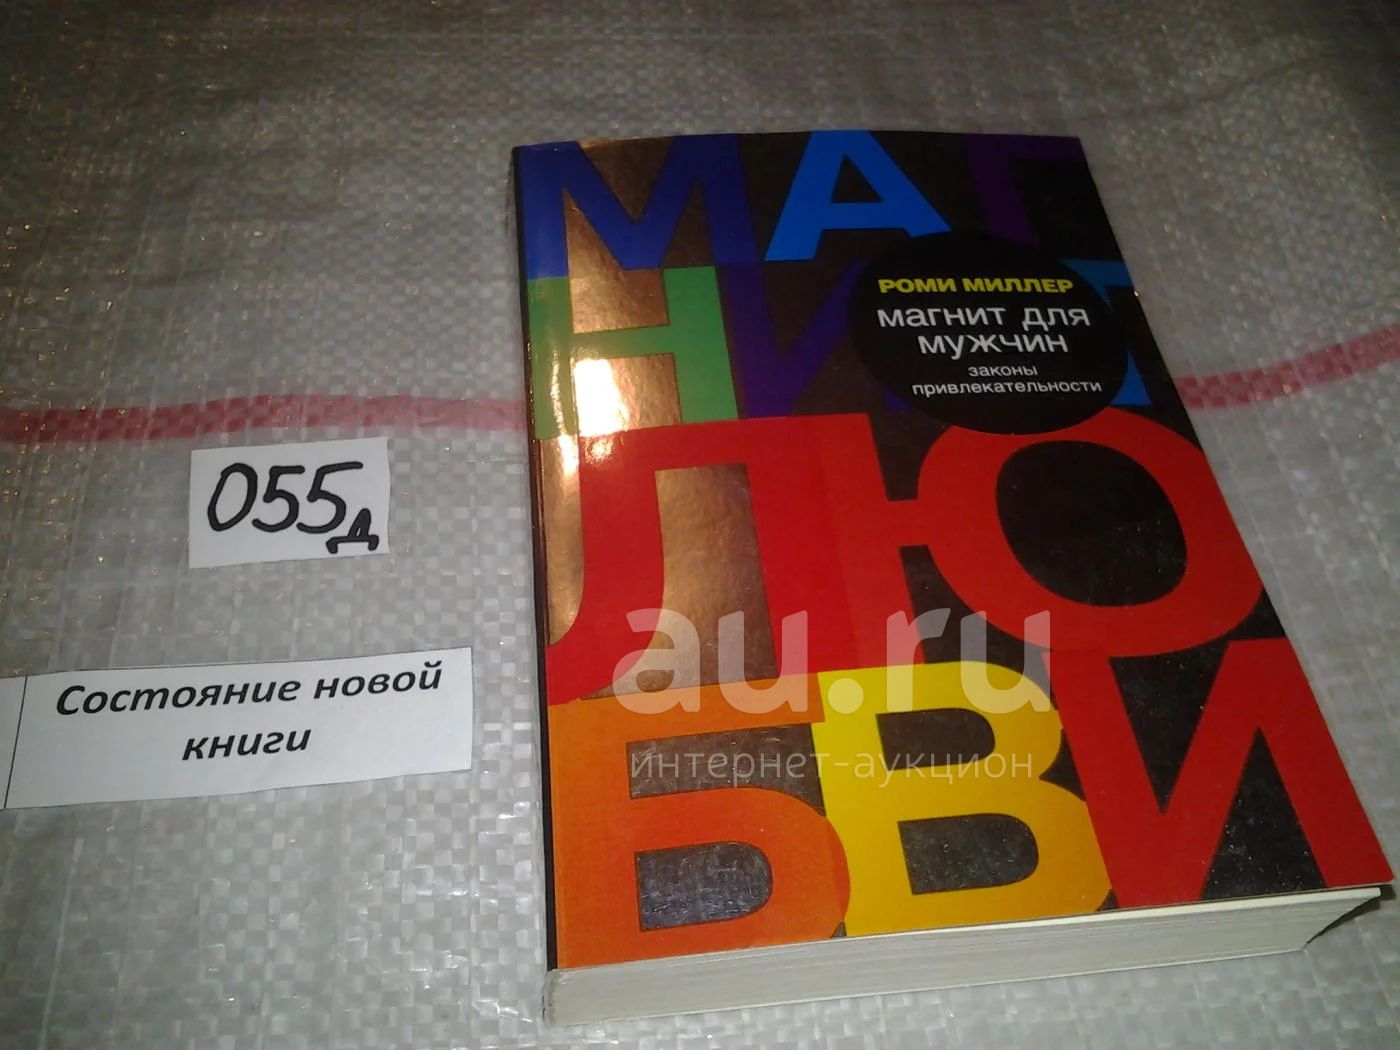 МАГ
НИТ
ЛЮ
БВИ
РОМИ МИЛЛЕР
магнит для
мужчин
законы
привлекательности
055д
Состояние новой
книги
au.ru
интернет-аукцион